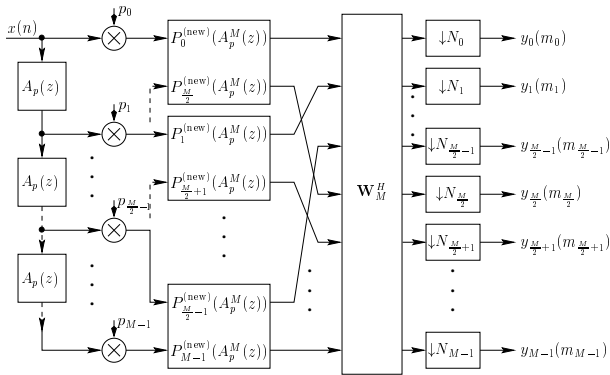 x(n)
p_0
P_0^{(new)}(A_p^M(z))
↓N_0
y_0(m_0)
A_p(z)
P_{M/2}^{(new)}(A_p^M(z))
↓N_1
y_1(m_1)
p_1
P_1^{(new)}(A_p^M(z))
↓N_{M/2-1}
y_{M/2-1}(m_{M/2-1})
A_p(z)
P_{M/2+1}^{(new)}(A_p^M(z))
W_M^H
↓N_{M/2}
y_{M/2}(m_{M/2})
p_{M/2-
↓N_{M/2+1}
y_{M/2+1}(m_{M/2+1})
A_p(z)
P_{M/2-1}^{(new)}(A_p^M(z))
p_{M-1}
P_{M-1}^{(new)}(A_p^M(z))
↓N_{M-1}
y_{M-1}(m_{M-1})